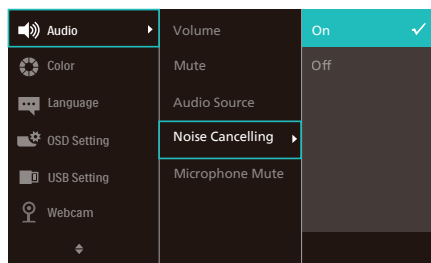 Audio
Color
Language
OSD Setting
USB Setting
Webcam
Volume
Mute
Audio Source
Noise Cancelling
Microphone Mute
On
Off